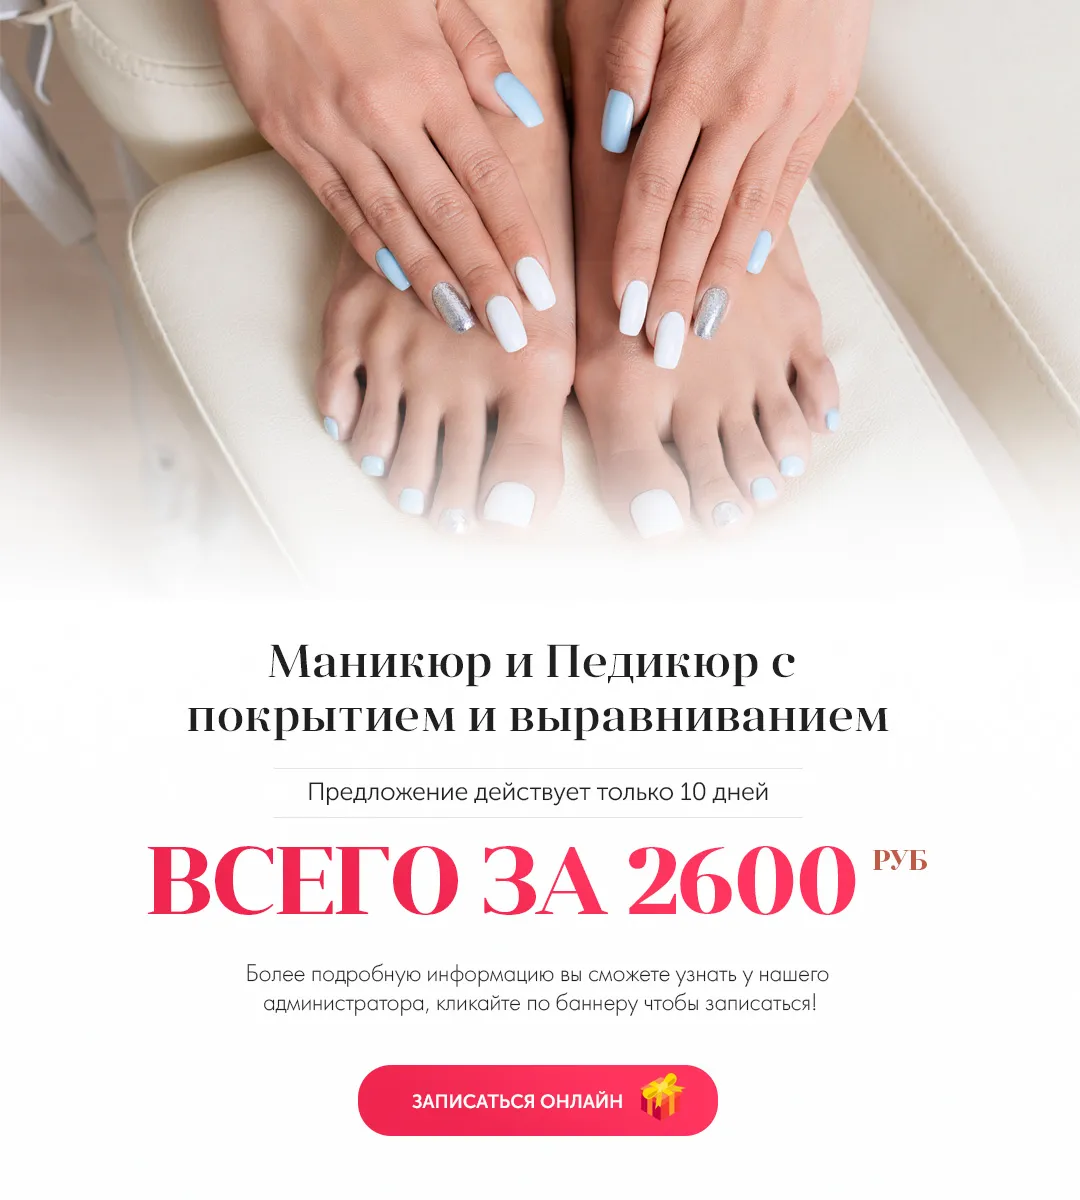 Маникюр и Педикюр с
покрытием и выравниванием
Предложение действует только 10 дней
ВСЕГО ЗА 2600 РУБ
Более подробную информацию вы сможете узнать у нашего
администратора, кликайте по баннеру чтобы записаться!
ЗАПИСАТЬСЯ ОНЛАЙН